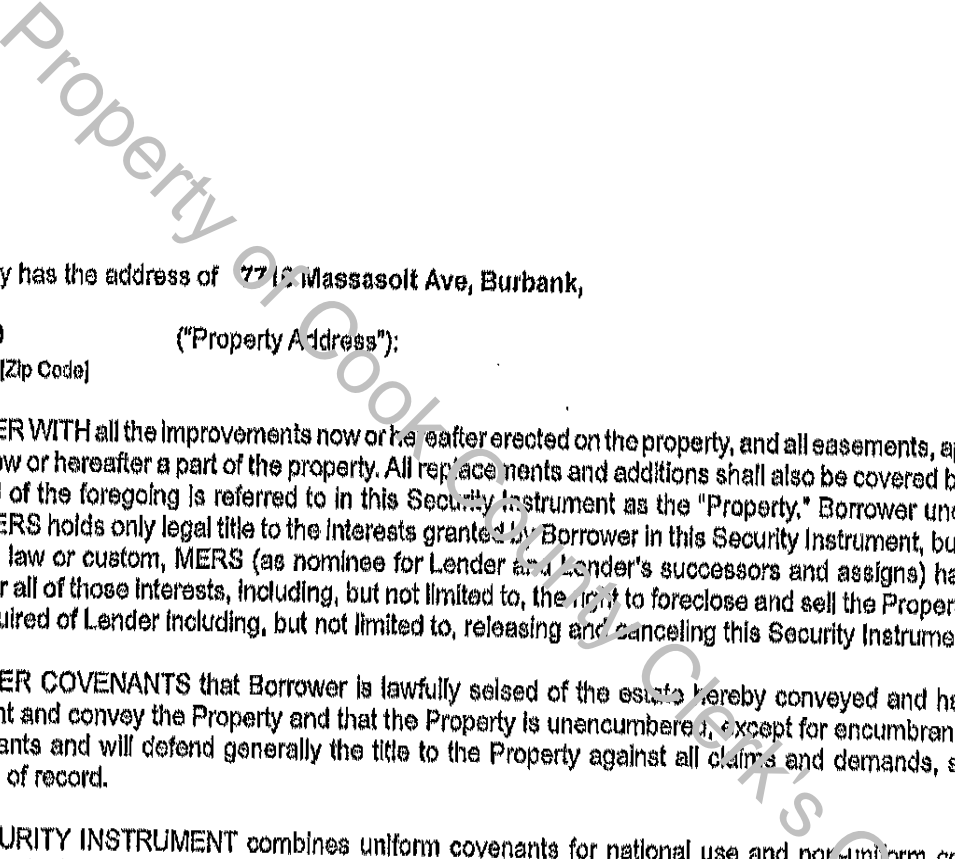 Property of Cook County Clerk's
y has the address of Massasoit Ave, Burbank,
("Property Address"):
[Zip Code]
ER WITH all the improvements now or hereafter erected on the property, and all easements, ap
ow or hereafter a part of the property. All replacements and additions shall also be covered b
of the foregoing is referred to in this Security Instrument as the "Property." Borrower und
ERS holds only legal title to the interests granted by Borrower in this Security Instrument, bu
law or custom, MERS (as nominee for Lender and Lender's successors and assigns) ha
r all of those interests, including, but not limited to, the right to foreclose and sell the Proper
uired of Lender including, but not limited to, releasing and canceling this Security Instrume
ER COVENANTS that Borrower is lawfully seised of the estate hereby conveyed and ha
nt and convey the Property and that the Property is unencumbered, except for encumbran
ants and will defend generally the title to the Property against all claims and demands, s
of record.
URITY INSTRUMENT combines uniform covenants for national use and non-uniform co